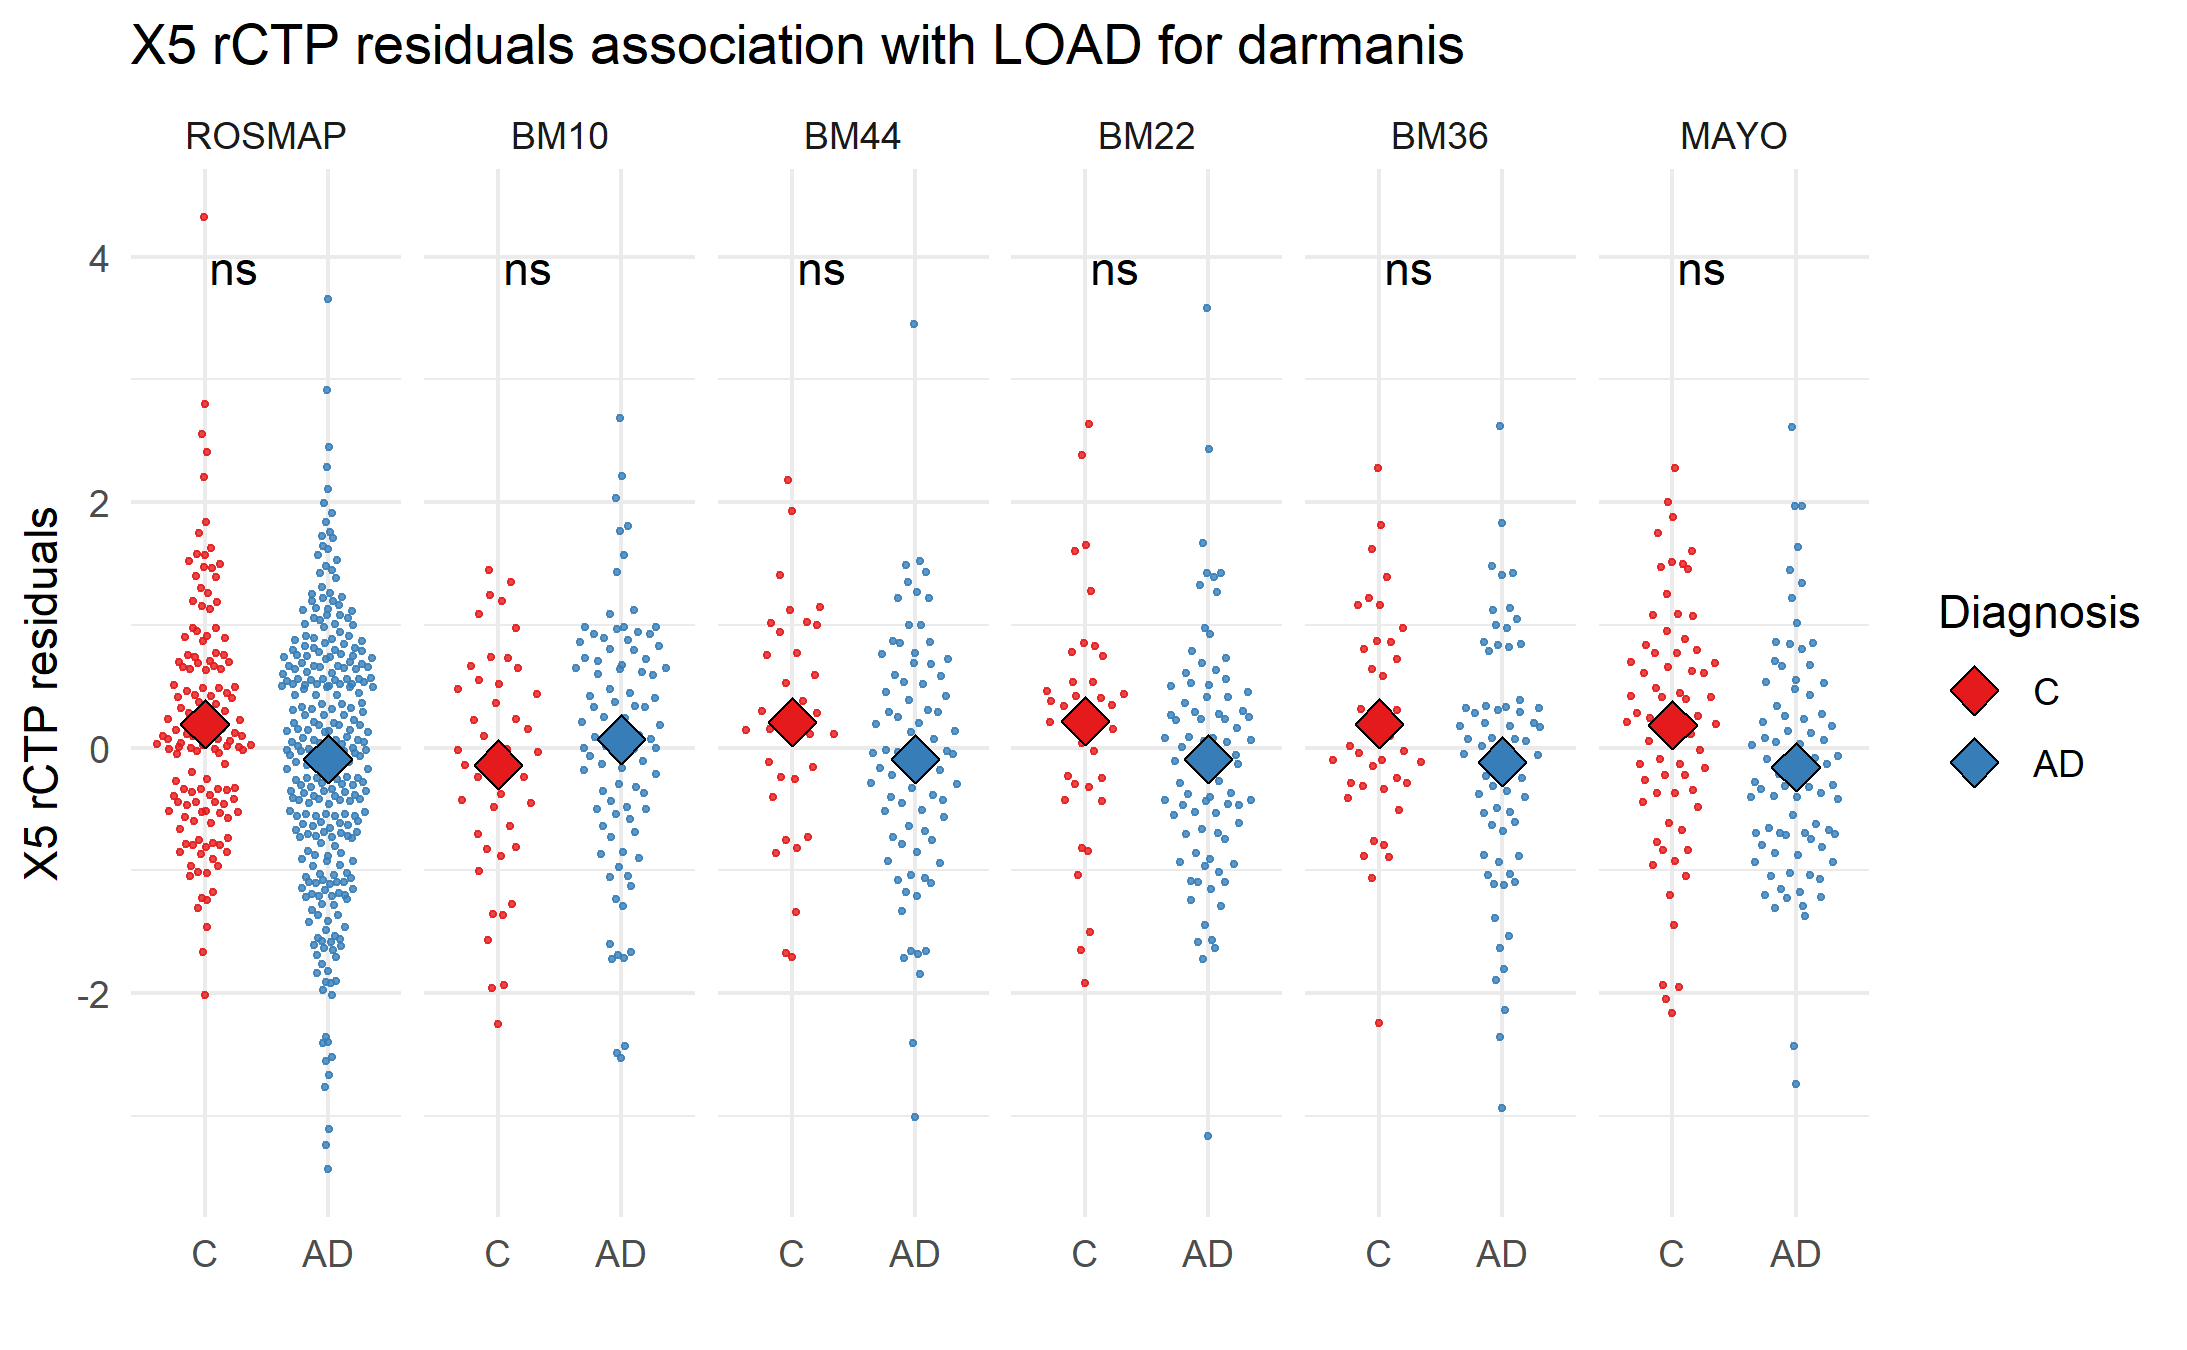 X5 rCTP residuals association with LOAD for darmanis
ROSMAP BM10 BM44 BM22 BM36 MAYO
ns ns ns ns ns ns
4
2
0
-2
X5 rCTP residuals
C AD C AD C AD C AD C AD C AD
Diagnosis
C
AD